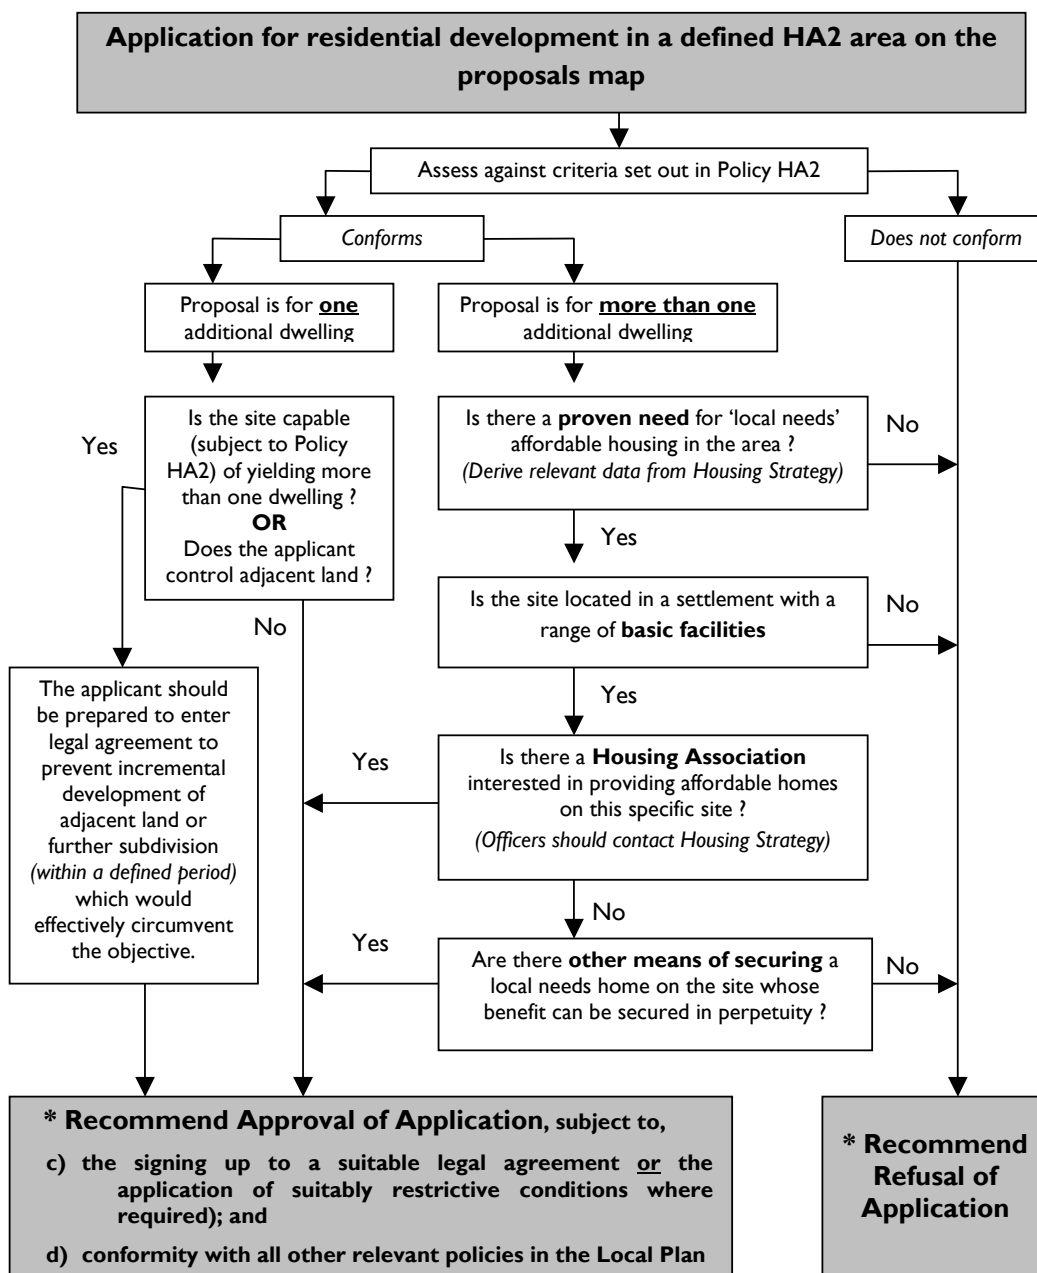 Application for residential development in a defined HA2 area on the
proposals map
Assess against criteria set out in Policy HA2
Conforms
Does not conform
Proposal is for one
additional dwelling
Proposal is for more than one
additional dwelling
Yes
Is the site capable
(subject to Policy
HA2) of yielding more
than one dwelling ?
OR
Does the applicant
control adjacent land ?
No
Is there a proven need for ‘local needs’
affordable housing in the area ?
(Derive relevant data from Housing Strategy)
No
Yes
Is the site located in a settlement with a
range of basic facilities
No
Yes
The applicant should
be prepared to enter
legal agreement to
prevent incremental
development of
adjacent land or
further subdivision
(within a defined period)
which would
effectively circumvent
the objective.
Yes
Is there a Housing Association
interested in providing affordable homes
on this specific site ?
(Officers should contact Housing Strategy)
No
Yes
Are there other means of securing a
local needs home on the site whose
benefit can be secured in perpetuity ?
No
* Recommend Approval of Application, subject to,
c) the signing up to a suitable legal agreement or the
application of suitably restrictive conditions where
required); and
d) conformity with all other relevant policies in the Local Plan
* Recommend
Refusal of
Application